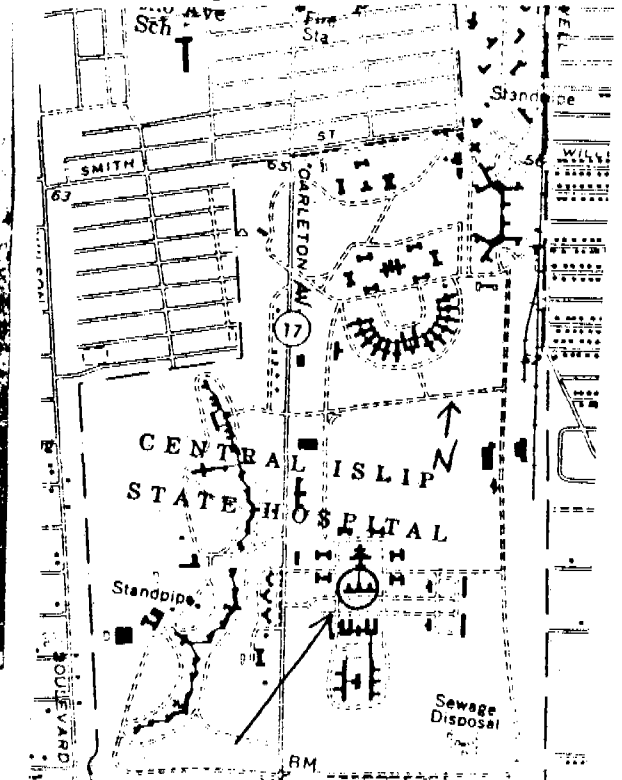 Ave
Sch
Fire
Sta
Standpipe
ST
SMITH
63
65
56
CARLETON AV
17
N
CENTRAL ISLIP
STATE HOSPITAL
Standpipe
BOULEVARD
Sewage
Disposal
BM